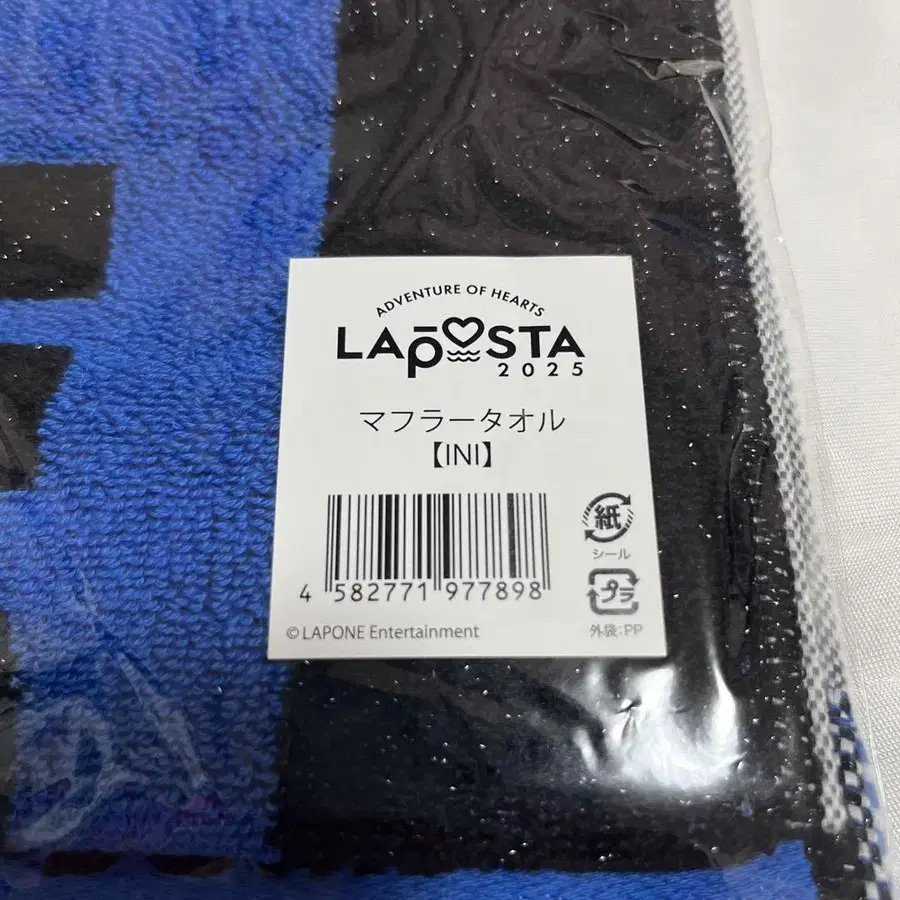 ADVENTURE OF HEARTS
LAPOSTA
2025
マフラータオル
【INI】
紙
シール
4 582771 977898
プラ
© LAPONE Entertainment
外袋:PP